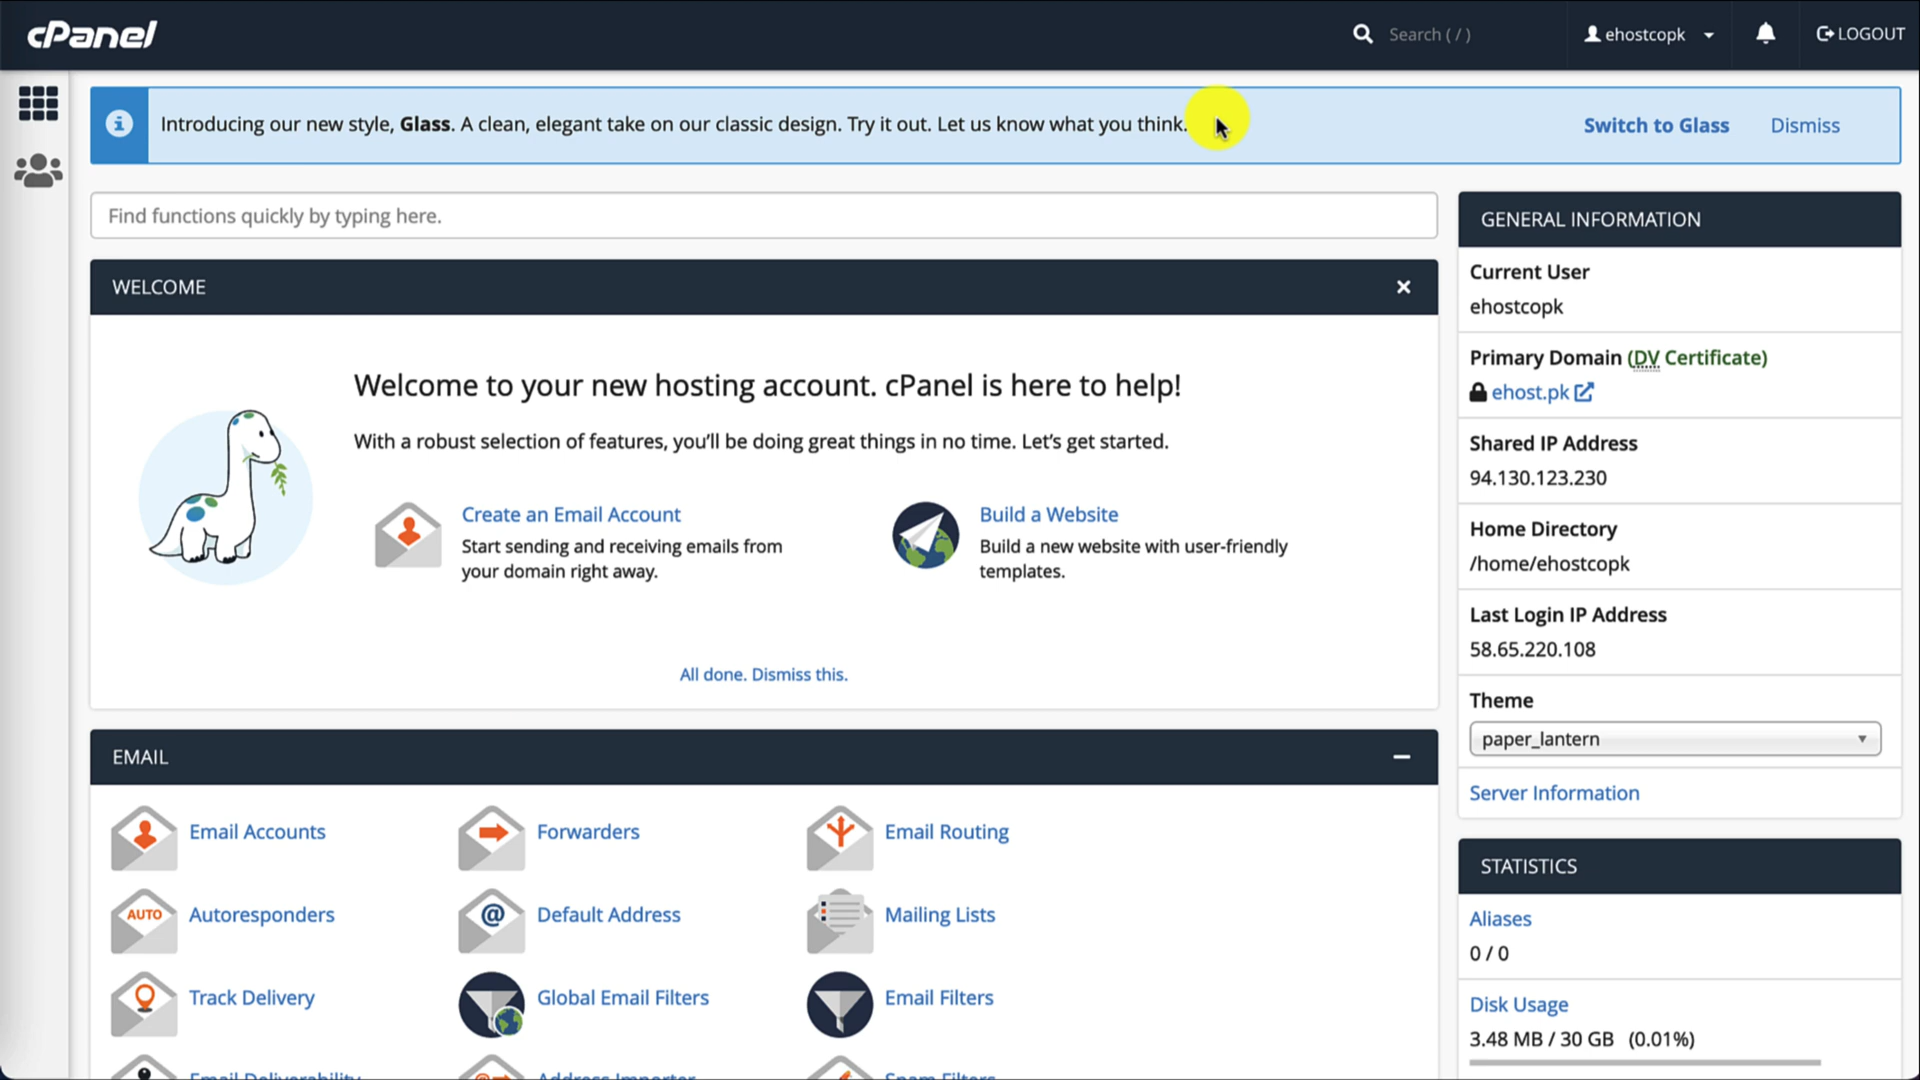 cPanel
Search ( / )
ehostcopk
LOGOUT
Introducing our new style, Glass. A clean, elegant take on our classic design. Try it out. Let us know what you think.
Switch to Glass
Dismiss
Find functions quickly by typing here.
WELCOME
Welcome to your new hosting account. cPanel is here to help!
With a robust selection of features, you'll be doing great things in no time. Let's get started.
Create an Email Account
Start sending and receiving emails from
your domain right away.
Build a Website
Build a new website with user-friendly
templates.
All done. Dismiss this.
EMAIL
Email Accounts
Forwarders
Email Routing
AUTO
Autoresponders
@
Default Address
Mailing Lists
Track Delivery
Global Email Filters
Email Filters
Email Deliverability
Address Importer
Spam Filters
GENERAL INFORMATION
Current User
ehostcopk
Primary Domain (DV Certificate)
ehost.pk
Shared IP Address
94.130.123.230
Home Directory
/home/ehostcopk
Last Login IP Address
58.65.220.108
Theme
paper_lantern
Server Information
STATISTICS
Aliases
0 / 0
Disk Usage
3.48 MB / 30 GB (0.01%)